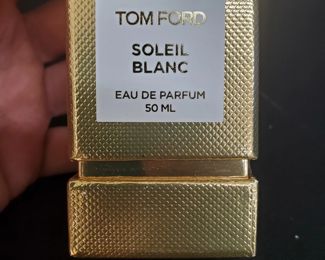 TOM FORD
SOLEIL
BLANC
EAU DE PARFUM
50 ML